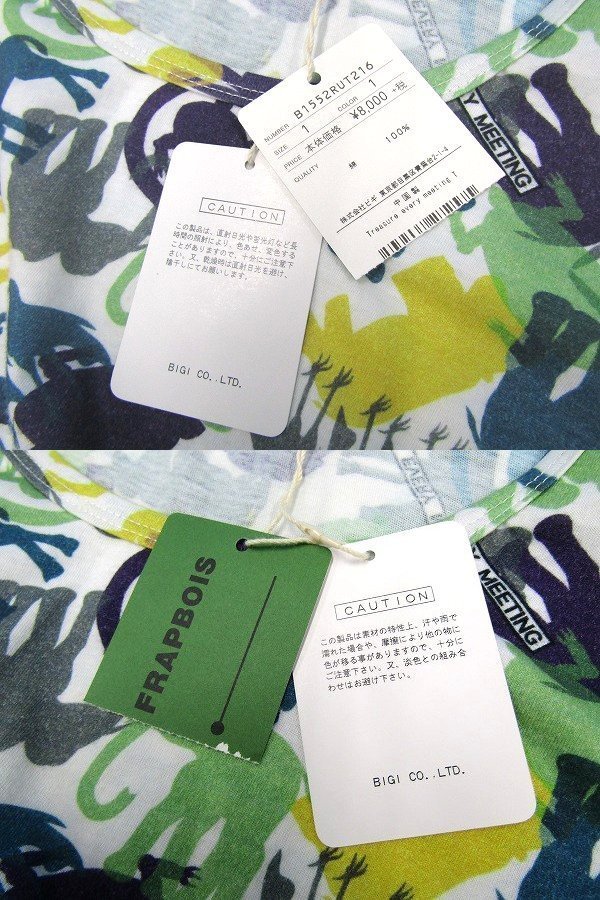 NUMBER B1552RUT216
SIZE 1 COLOR 1
PRICE 本体価格 ¥8,000 +税
QUALITY 綿 100%
株式会社ビギ 東京都目黒区青葉台2-1-4
中国製
Treasure every meeting T
Y MEETING
CAUTION
この製品は、直射日光や蛍光灯など長
時間の照射により、色あせ、変色する
ことがありますので、十分にご注意下
さい。又、乾燥時は直射日光を避け、
陰干しにてお願いします。
BIGI CO.,LTD.
FRAPBOIS
Y MEETING
CAUTION
この製品は素材の特性上、汗や雨で
濡れた場合や、摩擦により他の物に
色が移る事がありますので、十分に
ご注意下さい。又、淡色との組み合
わせはお避け下さい。
BIGI CO.,LTD.